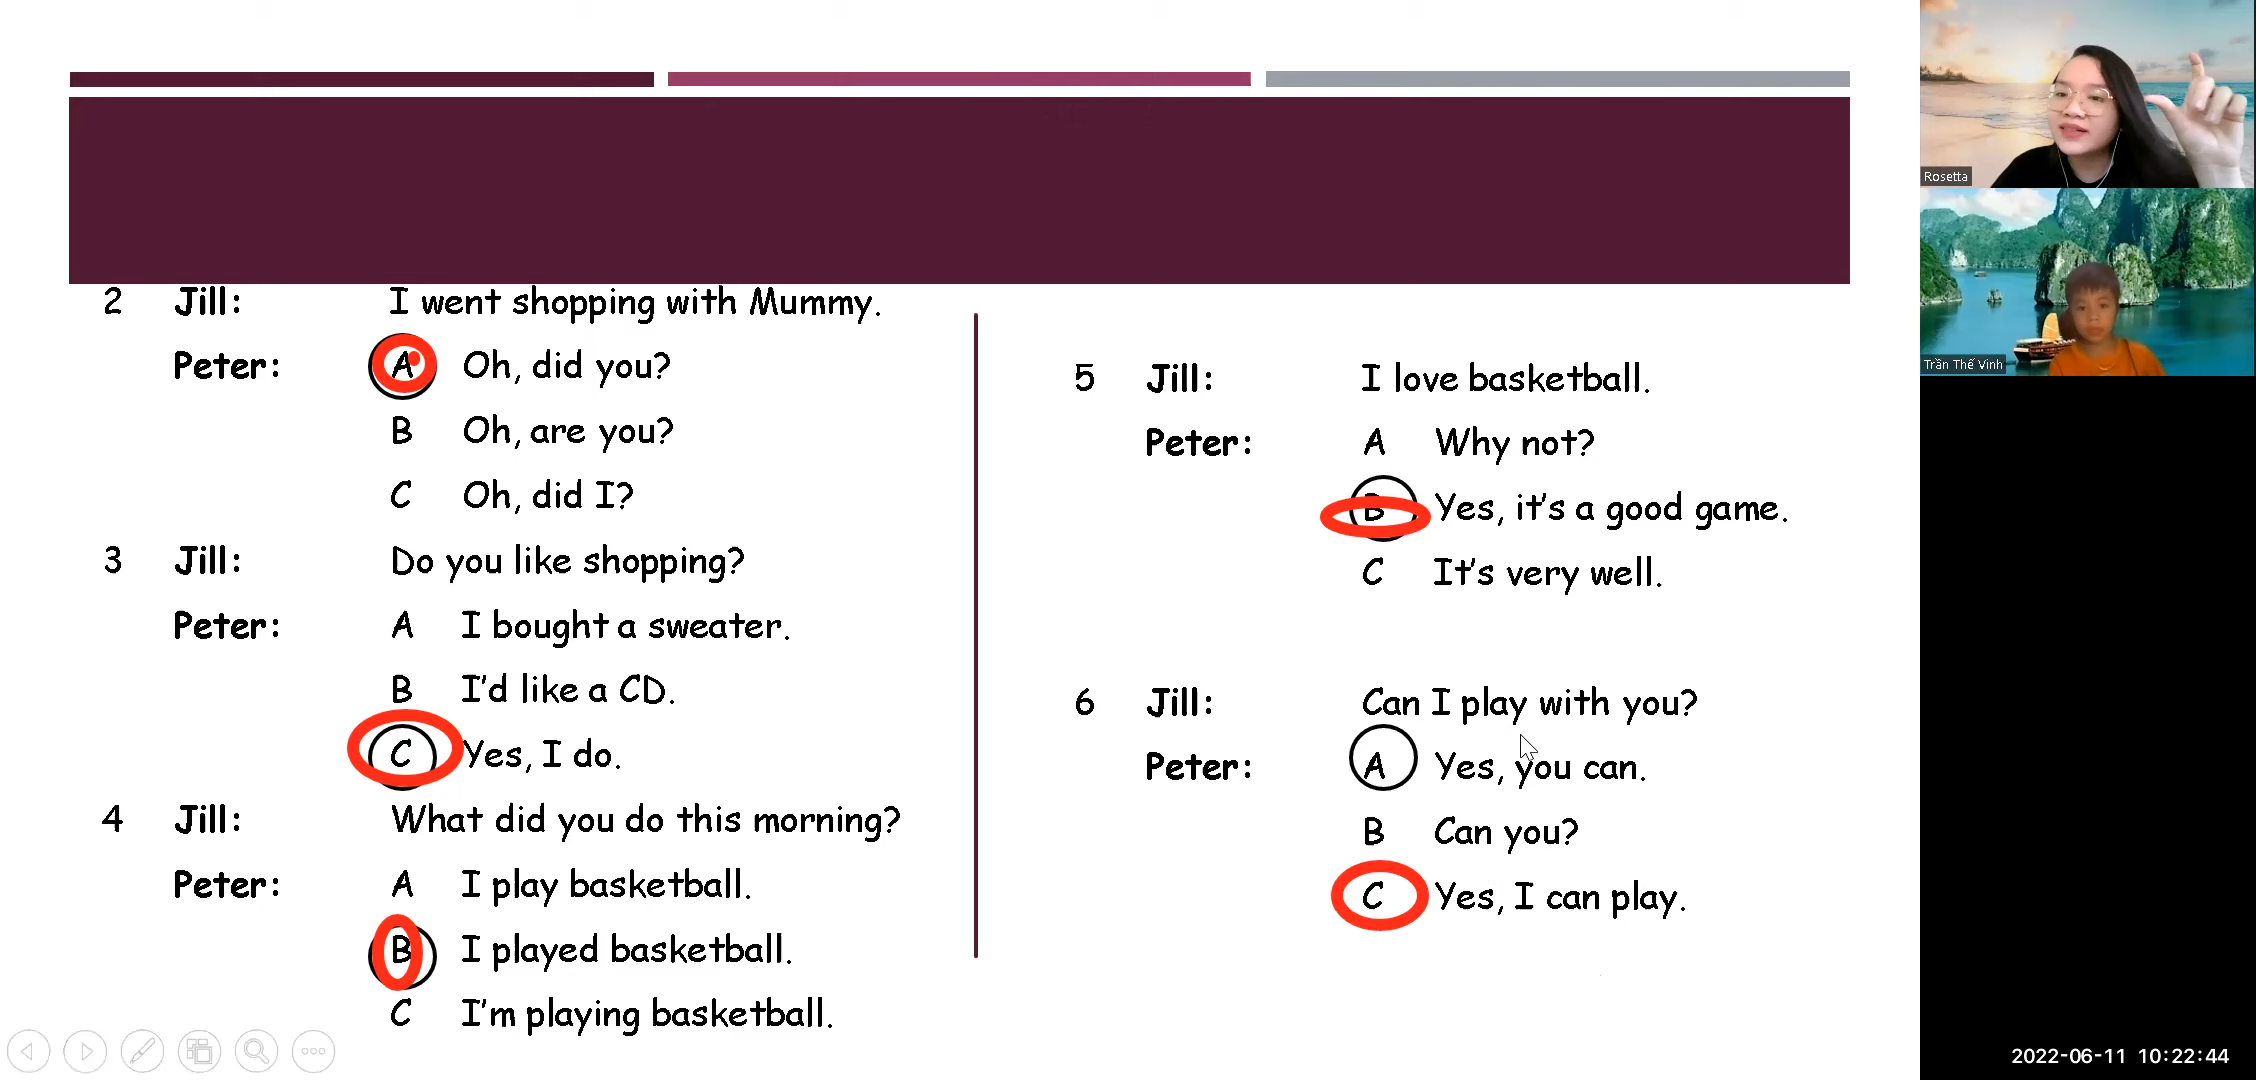 2 Jill: I went shopping with Mummy.
Peter: A Oh, did you?
B Oh, are you?
C Oh, did I?
3 Jill: Do you like shopping?
Peter: A I bought a sweater.
B I'd like a CD.
C Yes, I do.
4 Jill: What did you do this morning?
Peter: A I play basketball.
B I played basketball.
C I'm playing basketball.
5 Jill: I love basketball.
Peter: A Why not?
B Yes, it's a good game.
C It's very well.
6 Jill: Can I play with you?
Peter: A Yes, you can.
B Can you?
C Yes, I can play.
Rosetta
Trần Thế Vinh
2022-06-11 10:22:44